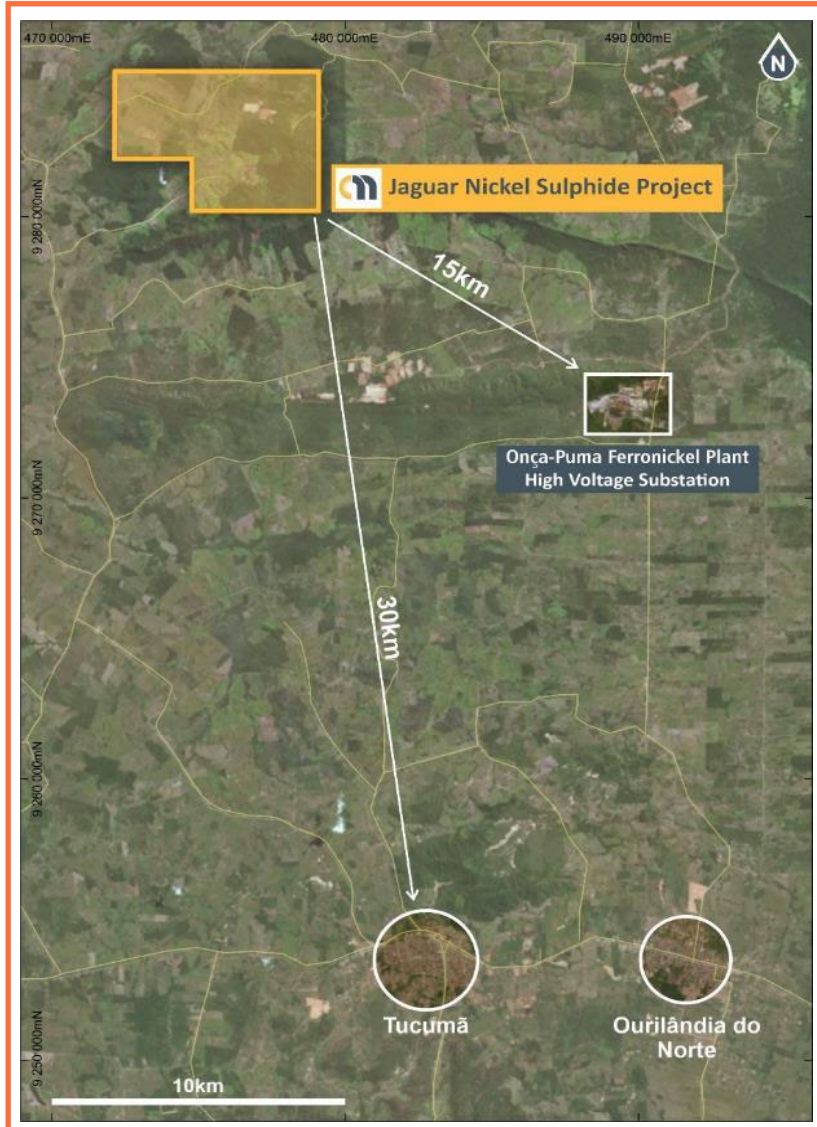 470 000mE
480 000mE
490 000mE
N
Jaguar Nickel Sulphide Project
9 280 000mN
15km
Onça-Puma Ferronickel Plant
High Voltage Substation
9 270 000mN
30km
9 260 000mN
Tucumã
Ourilândia do
Norte
9 250 000mN
10km